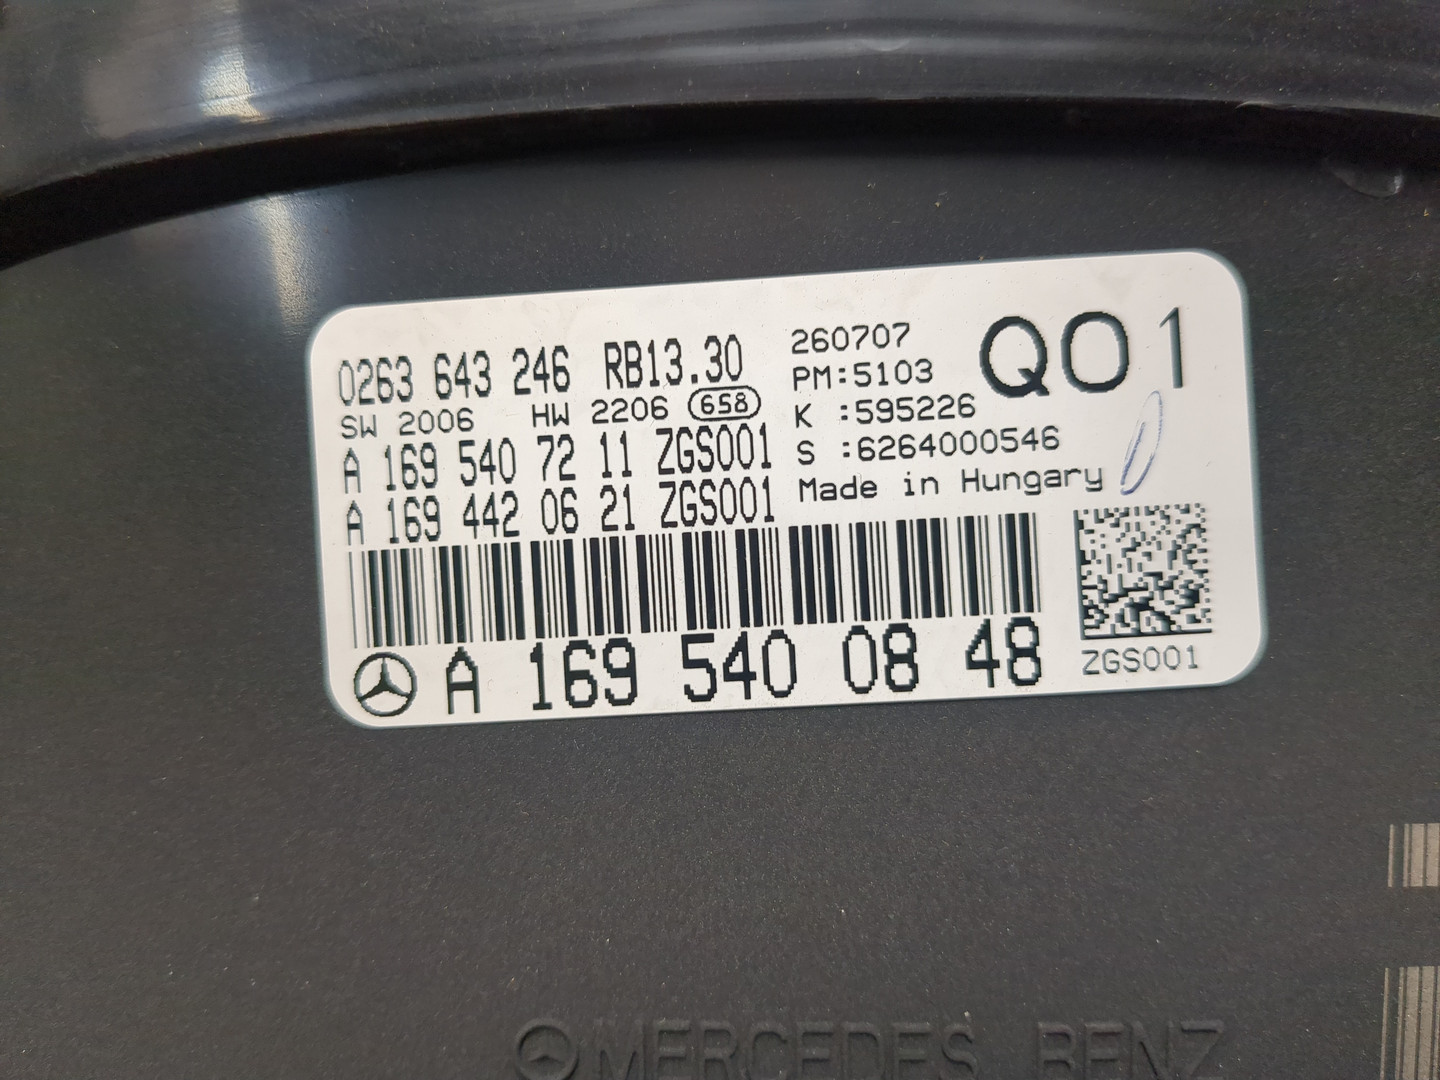 0263 643 246 RB13.30
SW 2006 HW 2206 658
A 169 540 72 11 ZGS001
A 169 442 06 21 ZGS001
260707
PM:5103
K :595226
S :6264000546
Made in Hungary
Q01
A 169 540 08 48
ZGS001
MERCEDES BENZ